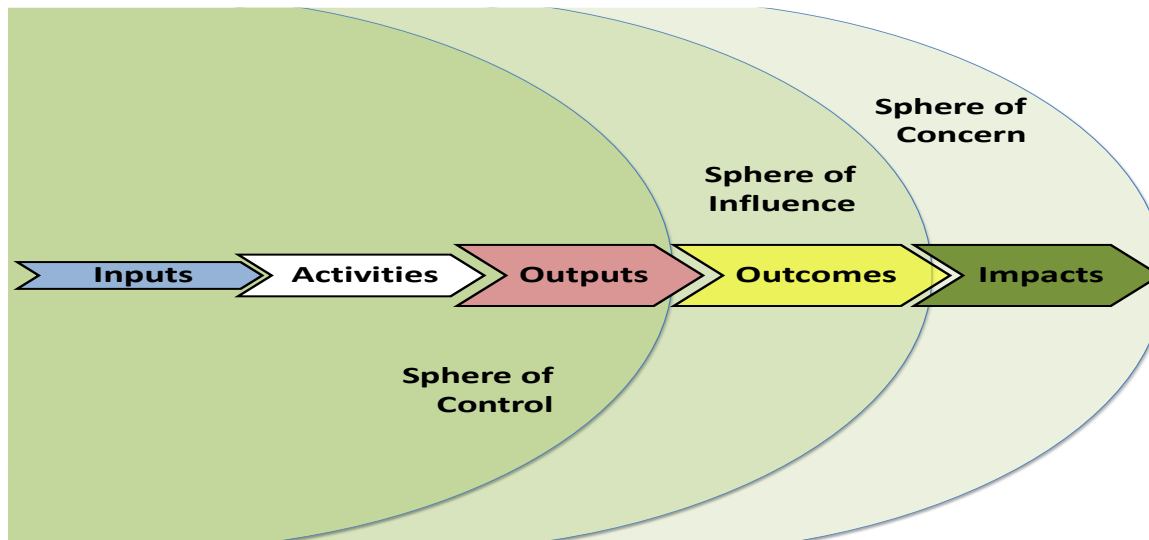 Sphere of
Concern
Sphere of
Influence
Inputs
Activities
Outputs
Outcomes
Impacts
Sphere of
Control